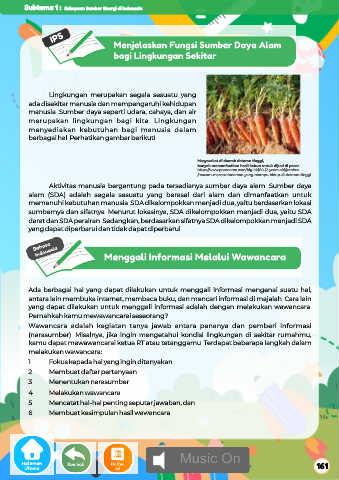 Subtema 1 : Kekayaan Sumber Energi di Indonesia
IPS
Menjelaskan Fungsi Sumber Daya Alam
bagi Lingkungan Sekitar
Lingkungan merupakan segala sesuatu yang
ada disekitar manusia dan mempengaruhi kehidupan
manusia Sumber daya seperti udara, cahaya, dan air
merupakan lingkungan bagi kita Lingkungan
menyediakan kebutuhan bagi manusia dalam
berbagai hal Perhatikan gambar berikut!
Aktivitas manusia bergantung pada tersedianya sumber daya alam Sumber daya
alam (SDA) adalah segala sesuatu yang berasal dari alam dan dimanfaatkan untuk
memenuhi kebutuhan manusia SDA dikelompokkan menjadi dua, yaitu berdasarkan lokasi
sumbernya dan sifatnya Menurut lokasinya, SDA dikelompokkan menjadi dua, yaitu SDA
darat dan SDA perairan Sedangkan, berdasarkan sifatnya SDA dikelompokkan menjadi SDA
yang dapat diperbarui dan tidak dapat diperbarui
Bahasa
Indonesia
Menggali Informasi Melalui Wawancara
Ada berbagai hal yang dapat dilakukan untuk menggali informasi mengenai suatu hal,
antara lain membuka internet, membaca buku, dan mencari informasi di majalah Cara lain
yang dapat dilakukan untuk menggali informasi adalah dengan melakukan wawancara
Pernahkah kamu mewawancarai seseorang?
Wawancara adalah kegiatan tanya jawab antara penanya dan pemberi informasi
(narasumber) Misalnya, jika ingin mengetahui kondisi lingkungan di sekitar rumahmu,
kamu dapat mewawancarai ketua RT atau tetanggamu Terdapat beberapa langkah dalam
melakukan wawancara:
1 Fokus kepada hal yang ingin ditanyakan
2 Membuat daftar pertanyaan
3 Menentukan narasumber
4 Melakukan wawancara
5 Mencatat hal-hal penting seputar jawaban, dan
6 Membuat kesimpulan hasil wawancara
Halaman
Utama
Music On
161